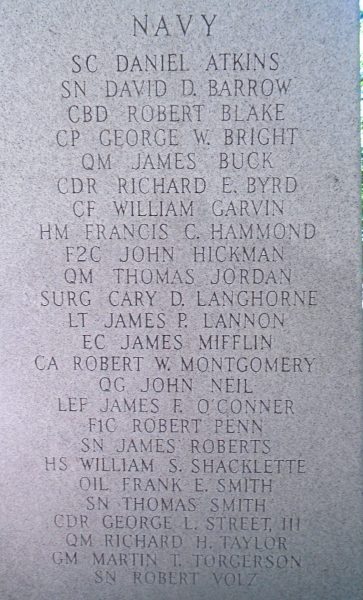 NAVY
SC DANIEL ATKINS
SN DAVID D. BARROW
CBD ROBERT BLAKE
CP GEORGE W. BRIGHT
QM JAMES BUCK
CDR RICHARD E. BYRD
CF WILLIAM GARVIN
HM FRANCIS C. HAMMOND
F2C JOHN HICKMAN
QM THOMAS JORDAN
SURG CARY D. LANGHORNE
LT JAMES P. LANNON
EC JAMES MIFFLIN
CA ROBERT W. MONTGOMERY
QG JOHN NEIL
LEF JAMES F. O'CONNER
F1C ROBERT PENN
SN JAMES ROBERTS
HS WILLIAM S. SHACKLETTE
OIL FRANK E. SMITH
SN THOMAS SMITH
CDR GEORGE L. STREET, III
QM RICHARD H. TAYLOR
GM MARTIN T. TORGERSON
SN ROBERT VOLZ